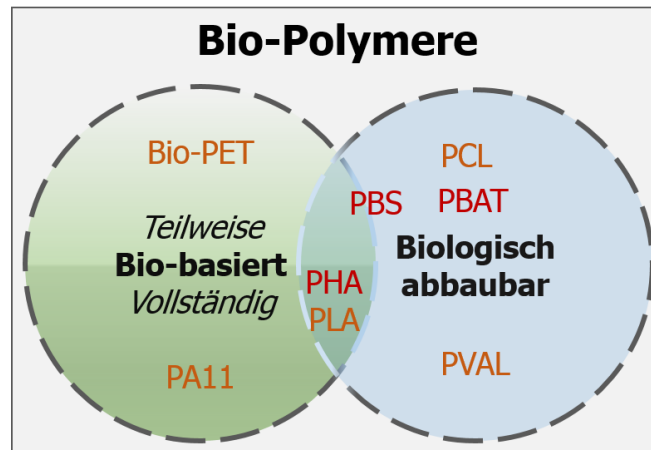 Bio-Polymere
Bio-PET
PCL
PBS
PBAT
Teilweise
Bio-basiert
Vollständig
Biologisch
abbaubar
PHA
PLA
PA11
PVAL